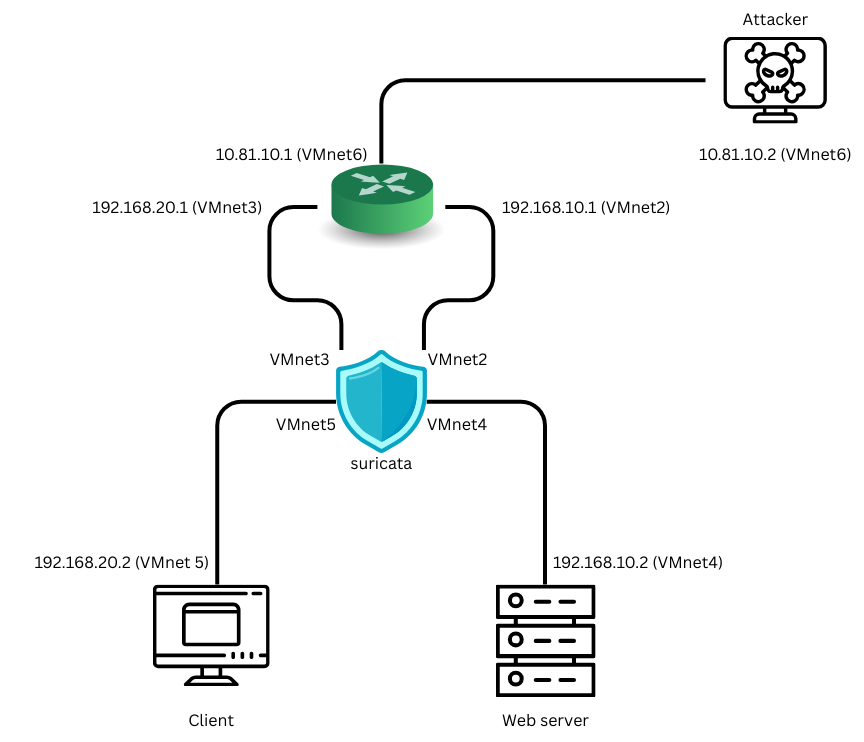 Attacker
10.81.10.1 (VMnet6)
10.81.10.2 (VMnet6)
192.168.20.1 (VMnet3)
192.168.10.1 (VMnet2)
VMnet3
VMnet2
VMnet5
VMnet4
suricata
192.168.20.2 (VMnet 5)
192.168.10.2 (VMnet4)
Client
Web server